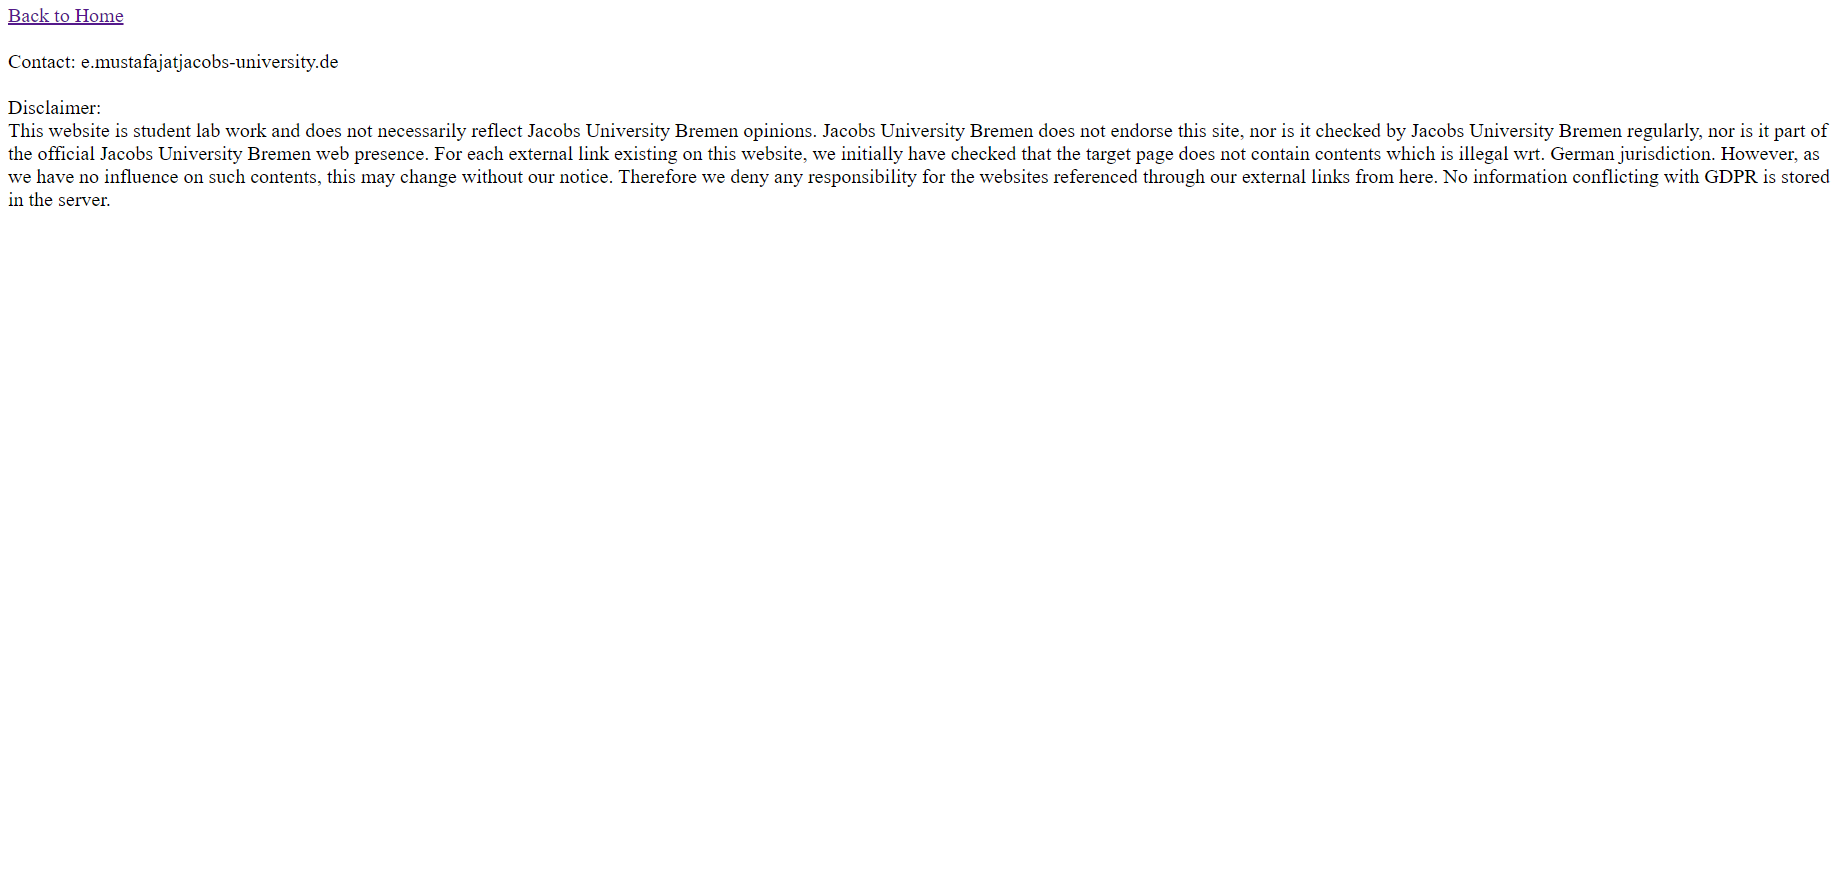 Back to Home
Contact: e.mustafajatjacobs-university.de
Disclaimer:
This website is student lab work and does not necessarily reflect Jacobs University Bremen opinions. Jacobs University Bremen does not endorse this site, nor is it checked by Jacobs University Bremen regularly, nor is it part of
the official Jacobs University Bremen web presence. For each external link existing on this website, we initially have checked that the target page does not contain contents which is illegal wrt. German jurisdiction. However, as
we have no influence on such contents, this may change without our notice. Therefore we deny any responsibility for the websites referenced through our external links from here. No information conflicting with GDPR is stored
in the server.